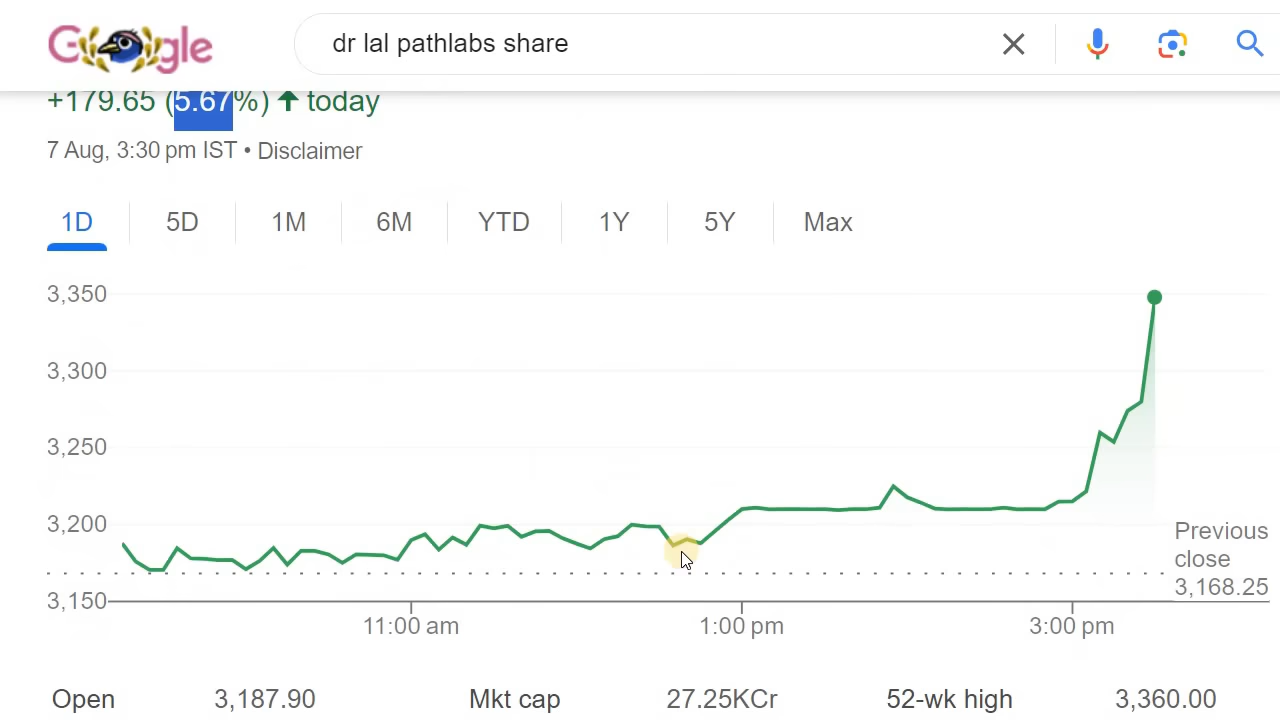 Google
dr lal pathlabs share
+179.65 (5.67%) ↑ today
7 Aug, 3:30 pm IST • Disclaimer
1D 5D 1M 6M YTD 1Y 5Y Max
3,350
3,300
3,250
3,200
3,150
Previous
close
3,168.25
11:00 am 1:00 pm 3:00 pm
Open 3,187.90 Mkt cap 27.25KCr 52-wk high 3,360.00